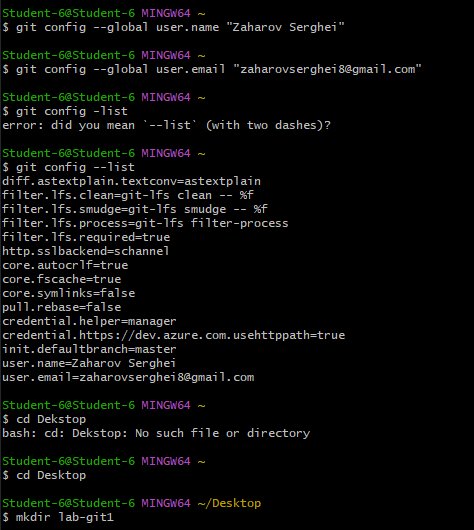 Student-6@Student-6 MINGW64 ~
$ git config --global user.name "Zaharov Serghei"
Student-6@Student-6 MINGW64 ~
$ git config --global user.email "zaharovserghei8@gmail.com"
Student-6@Student-6 MINGW64 ~
$ git config -list
error: did you mean `--list` (with two dashes)?
Student-6@Student-6 MINGW64 ~
$ git config --list
diff.astextplain.textconv=astextplain
filter.lfs.clean=git-lfs clean -- %f
filter.lfs.smudge=git-lfs smudge -- %f
filter.lfs.process=git-lfs filter-process
filter.lfs.required=true
http.sslbackend=schannel
core.autocrlf=true
core.fscache=true
core.symlinks=false
pull.rebase=false
credential.helper=manager
credential.https://dev.azure.com.usehttppath=true
init.defaultbranch=master
user.name=Zaharov Serghei
user.email=zaharovserghei8@gmail.com
Student-6@Student-6 MINGW64 ~
$ cd Dekstop
bash: cd: Dekstop: No such file or directory
Student-6@Student-6 MINGW64 ~
$ cd Desktop
Student-6@Student-6 MINGW64 ~/Desktop
$ mkdir lab-git1